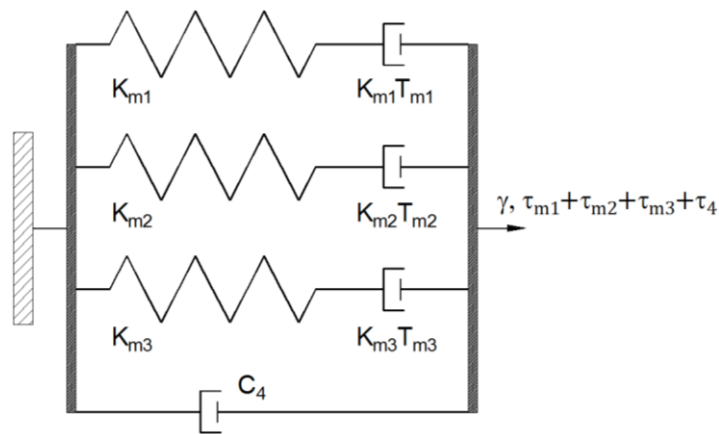 K_m1 K_m1T_m1
K_m2 K_m2T_m2
γ, τ_m1+τ_m2+τ_m3+τ_4
K_m3 K_m3T_m3
C_4